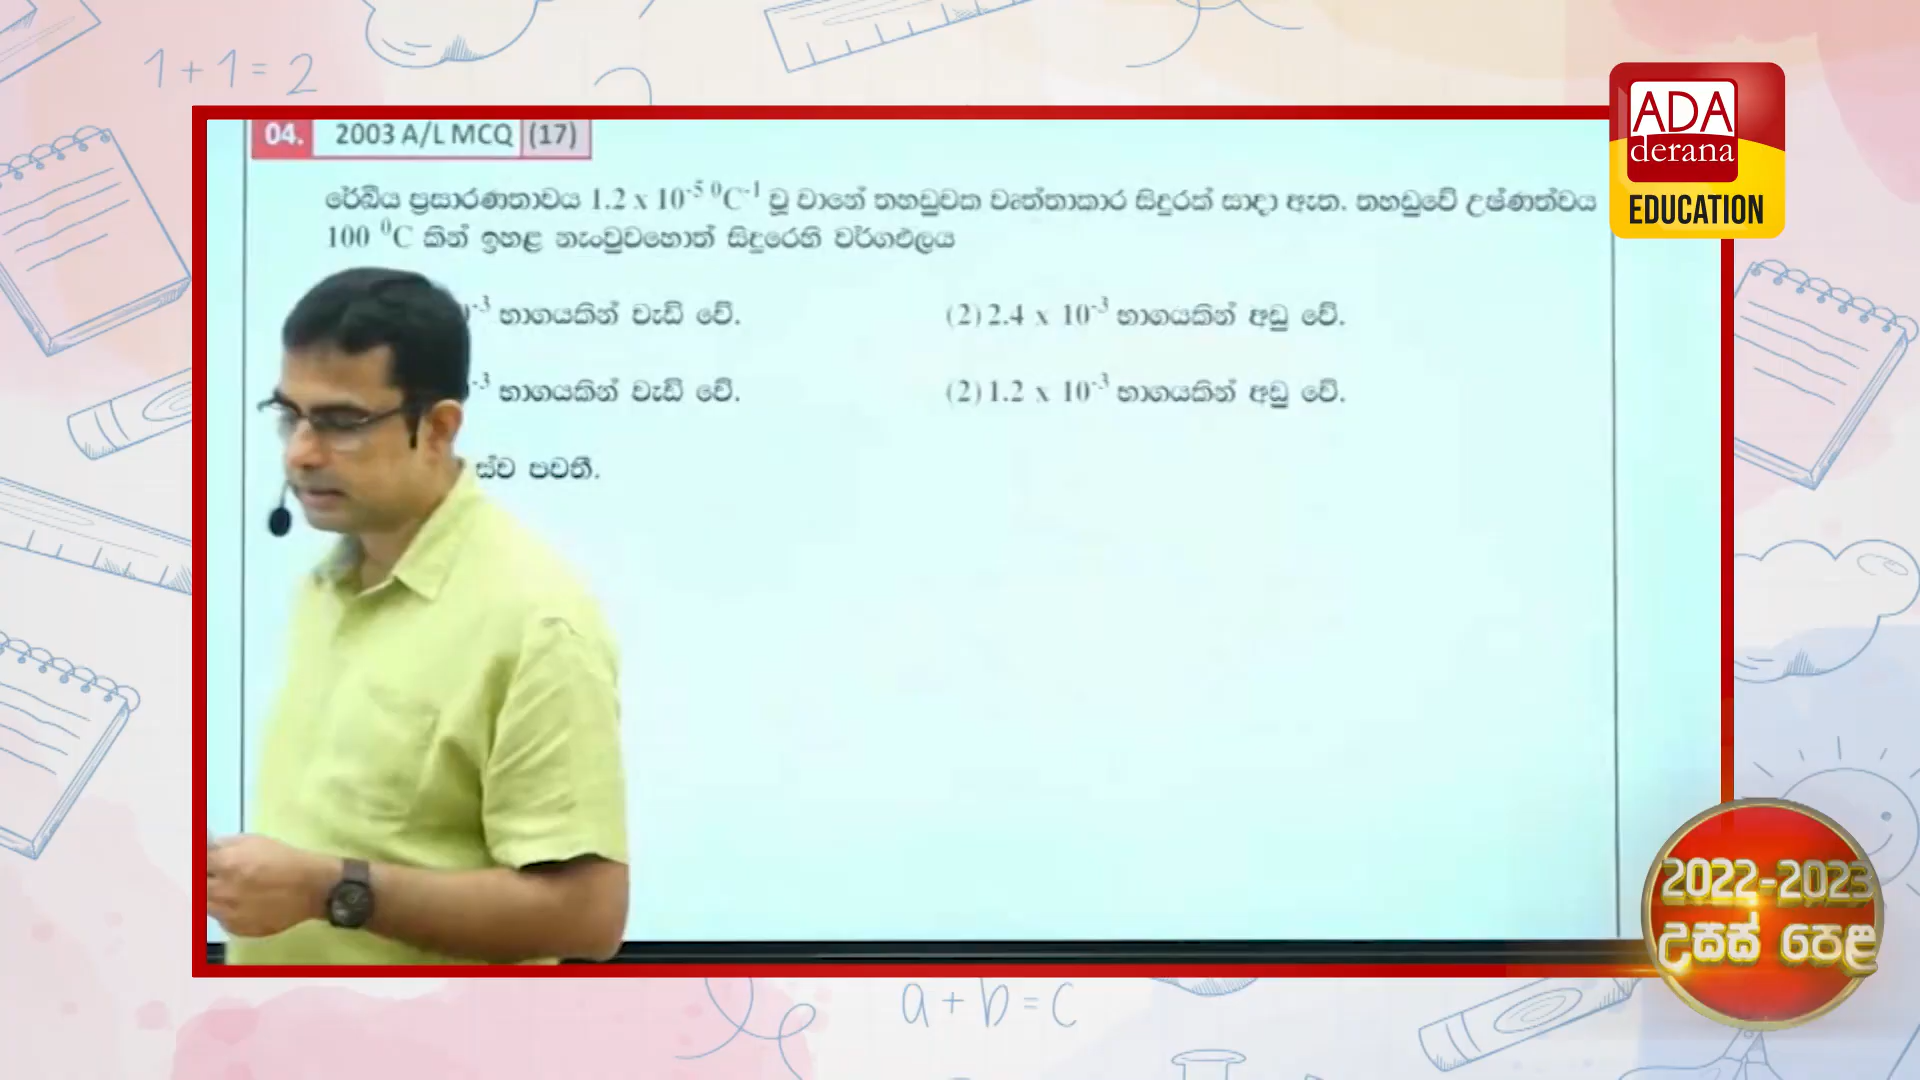 1 + 1 = 2
ADA
derana
EDUCATION
04. 2003 A/L MCQ (17)
රේඛීය ප්‍රසාරණතාවය 1.2 x 10⁻⁵ ⁰C⁻¹ වූ වානේ තහඩුවක වෘත්තාකාර සිදුරක් සාදා ඇත. තහඩුවේ උෂ්ණත්වය
100 ⁰C කින් ඉහළ නැංවුවහොත් සිදුරෙහි වර්ගඵලය
⁻³ භාගයකින් වැඩි වේ. (2) 2.4 x 10⁻³ භාගයකින් අඩු වේ.
⁻³ භාගයකින් වැඩි වේ. (2) 1.2 x 10⁻³ භාගයකින් අඩු වේ.
පවතී.
2022-2023
උසස් පෙළ
a + b = c